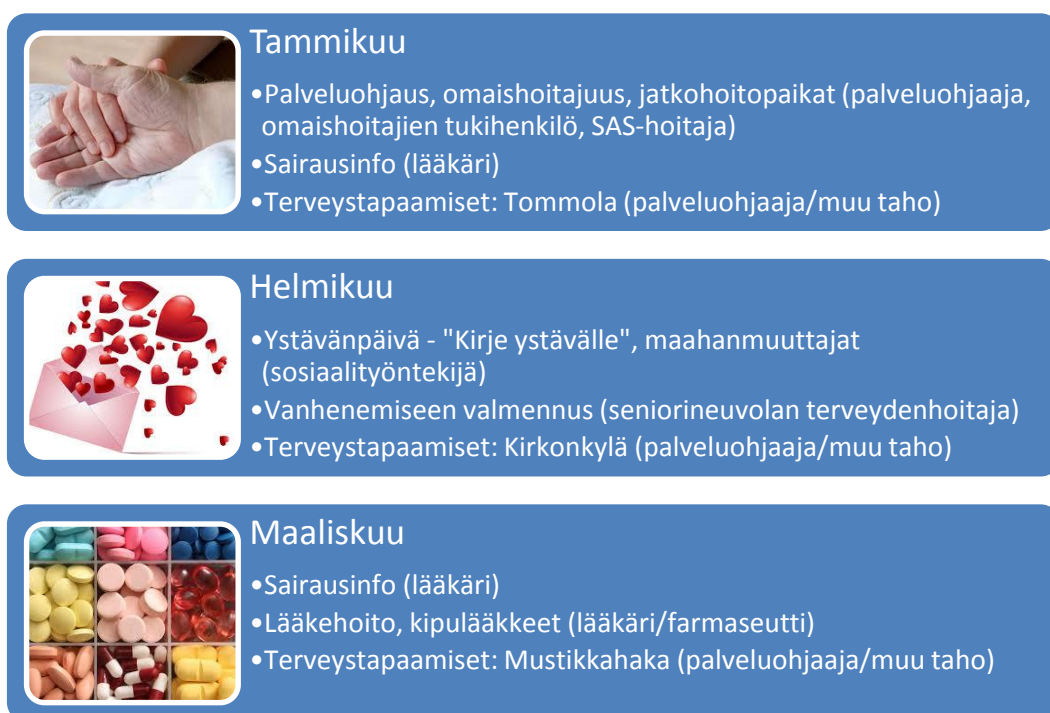 Tammikuu
•Palveluohjaus, omaishoitajuus, jatkohoitopaikat (palveluohjaaja,
omaishoitajien tukihenkilö, SAS-hoitaja)
•Sairausinfo (lääkäri)
•Terveystapaamiset: Tommola (palveluohjaaja/muu taho)
Helmikuu
•Ystävänpäivä - "Kirje ystävälle", maahanmuuttajat
(sosiaalityöntekijä)
•Vanhenemiseen valmennus (seniorineuvolan terveydenhoitaja)
•Terveystapaamiset: Kirkonkylä (palveluohjaaja/muu taho)
Maaliskuu
•Sairausinfo (lääkäri)
•Lääkehoito, kipulääkkeet (lääkäri/farmaseutti)
•Terveystapaamiset: Mustikkahaka (palveluohjaaja/muu taho)